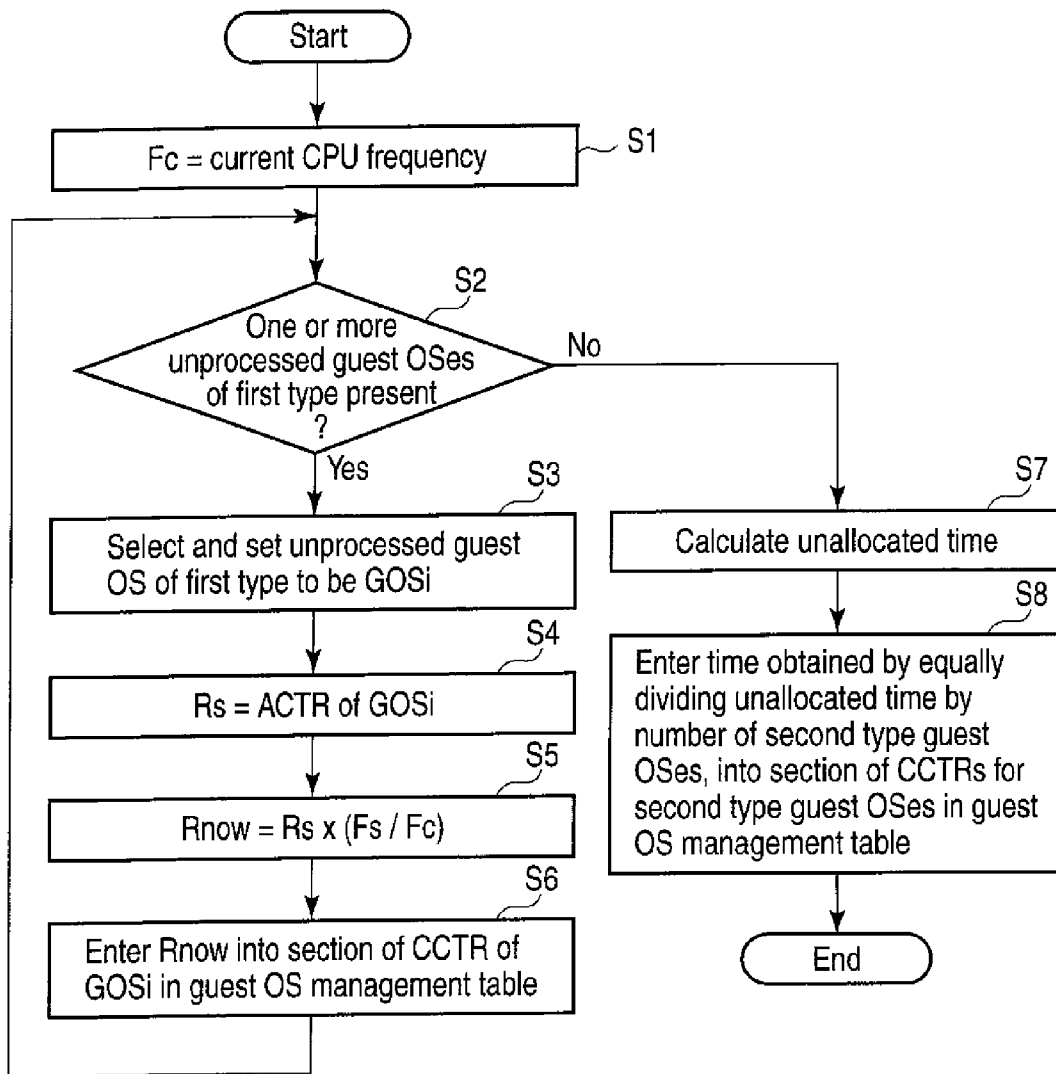 Start
Fc = current CPU frequency
S1
S2
One or more
unprocessed guest OSes
of first type present
?
No
Yes
S3
Select and set unprocessed guest
OS of first type to be GOSi
S4
Rs = ACTR of GOSi
S5
Rnow = Rs x (Fs / Fc)
S6
Enter Rnow into section of CCTR of
GOSi in guest OS management table
S7
Calculate unallocated time
S8
Enter time obtained by equally
dividing unallocated time by
number of second type guest
OSes, into section of CCTRs for
second type guest OSes in guest
OS management table
End